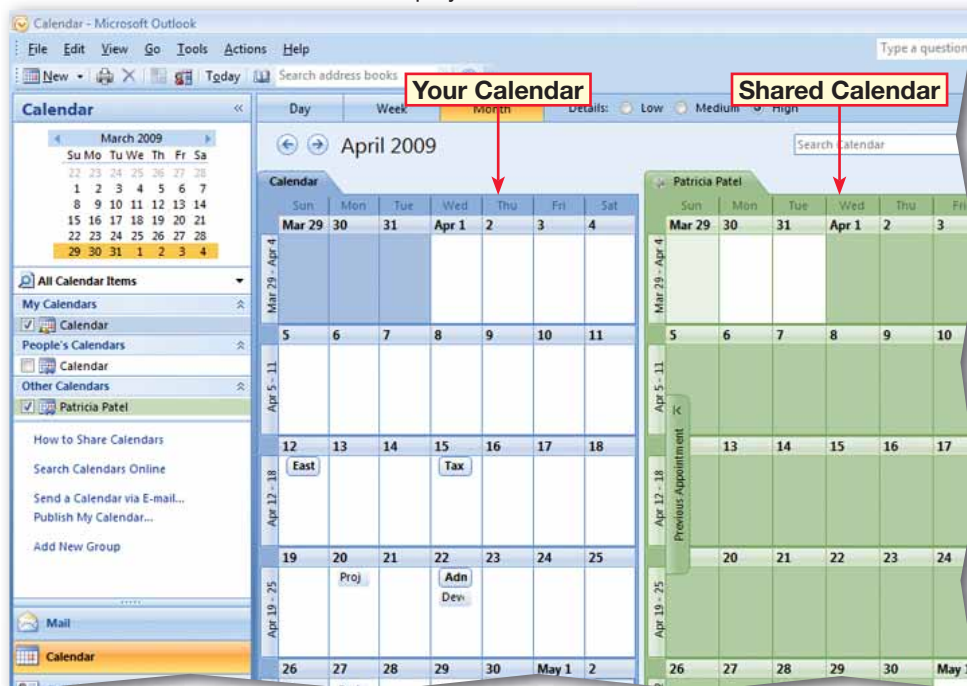 Calendar - Microsoft Outlook
File Edit View Go Tools Actions Help
Type a question
New Today Search address books
Your Calendar
Shared Calendar
Calendar «
Day Week Month Details: Low Medium High
March 2009
Su Mo Tu We Th Fr Sa
22 23 24 25 26 27 28
1 2 3 4 5 6 7
8 9 10 11 12 13 14
15 16 17 18 19 20 21
22 23 24 25 26 27 28
29 30 31 1 2 3 4
All Calendar Items
My Calendars
Calendar
People's Calendars
Calendar
Other Calendars
Patricia Patel
How to Share Calendars
Search Calendars Online
Send a Calendar via E-mail...
Publish My Calendar...
Add New Group
Mail
Calendar
April 2009
Search Calendar
Calendar
Sun Mon Tue Wed Thu Fri Sat
Mar 29 30 31 Apr 1 2 3 4
Mar 29 - Apr 4
5 6 7 8 9 10 11
Apr 5 - 11
12 13 14 15 16 17 18
East Tax
Apr 12 - 18
19 20 21 22 23 24 25
Proj Adn
Dev
Apr 19 - 25
26 27 28 29 30 May 1 2
Patricia Patel
Sun Mon Tue Wed Thu Fri
Mar 29 30 31 Apr 1 2 3
Mar 29 - Apr 4
5 6 7 8 9 10
Apr 5 - 11
Previous Appointment
13 14 15 16 17
Apr 12 - 18
20 21 22 23 24
Apr 19 - 25
26 27 28 29 30 May